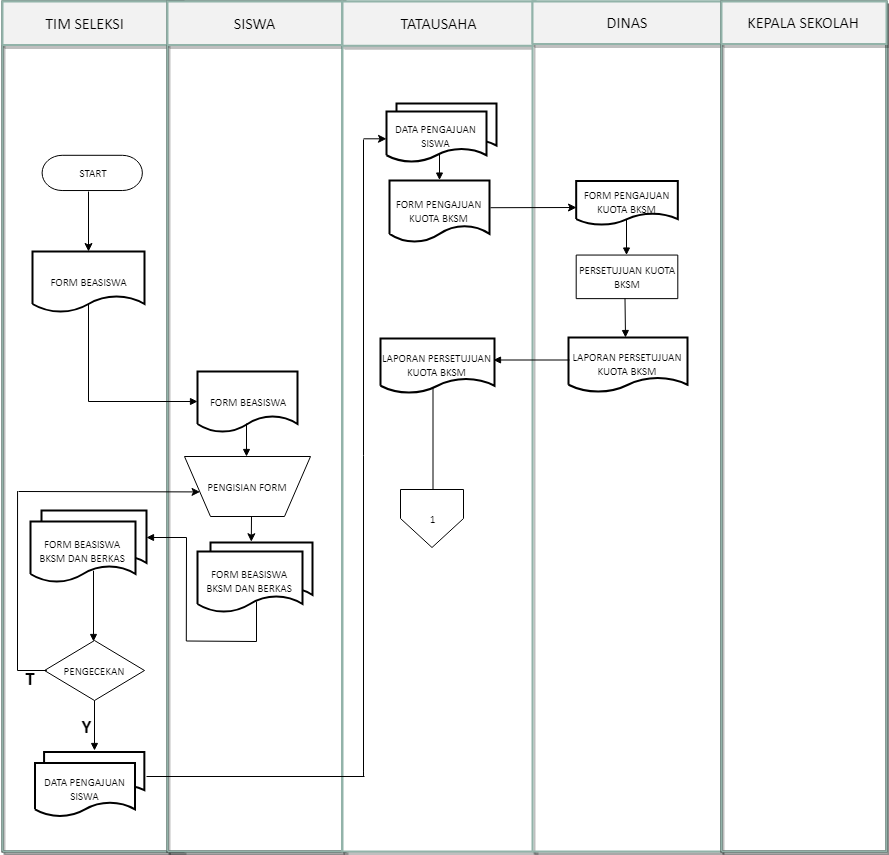 TIM SELEKSI
SISWA
TATAUSAHA
DINAS
KEPALA SEKOLAH
START
FORM BEASISWA
FORM BEASISWA
PENGISIAN FORM
FORM BEASISWA
BKSM DAN BERKAS
FORM BEASISWA
BKSM DAN BERKAS
PENGECEKAN
T
Y
DATA PENGAJUAN
SISWA
DATA PENGAJUAN
SISWA
FORM PENGAJUAN
KUOTA BKSM
FORM PENGAJUAN
KUOTA BKSM
PERSETUJUAN KUOTA
BKSM
LAPORAN PERSETUJUAN
KUOTA BKSM
LAPORAN PERSETUJUAN
KUOTA BKSM
1